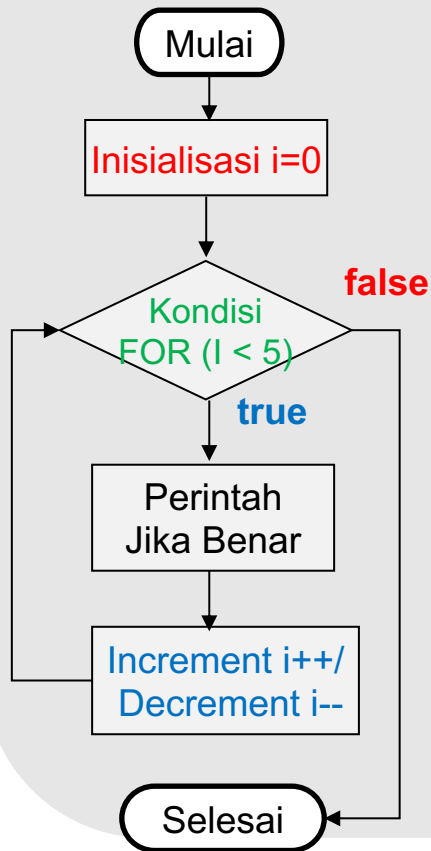 Mulai
Inisialisasi i=0
false
Kondisi
FOR (I < 5)
true
Perintah
Jika Benar
Increment i++/
Decrement i--
Selesai